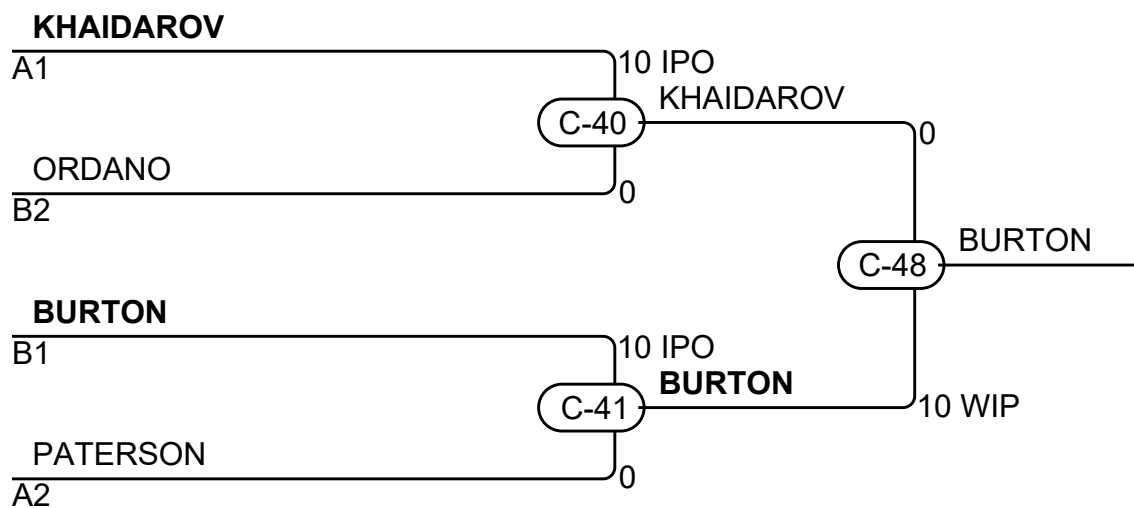 KHAIDAROV
A1
10 IPO
KHAIDAROV
C-40
0
ORDANO
B2
0
BURTON
C-48
BURTON
B1
10 IPO
BURTON
C-41
10 WIP
PATERSON
A2
0